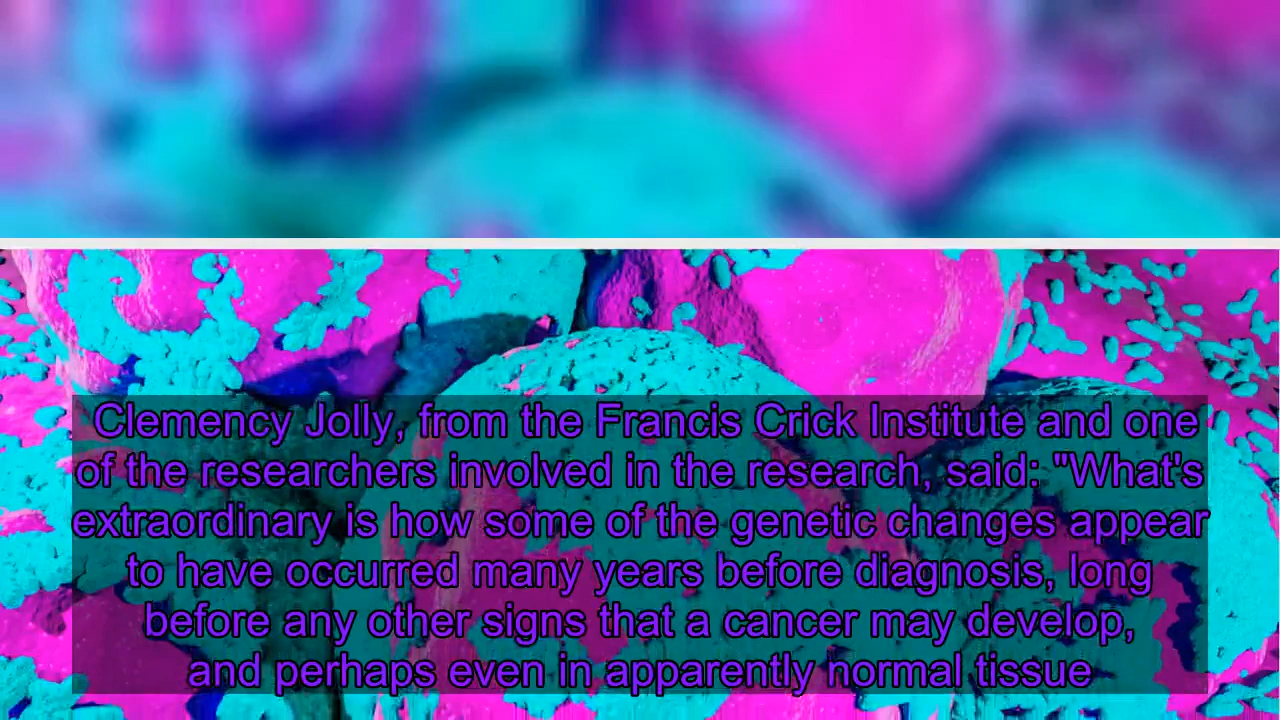 Clemency Jolly, from the Francis Crick Institute and one
of the researchers involved in the research, said: "What's
extraordinary is how some of the genetic changes appear
to have occurred many years before diagnosis, long
before any other signs that a cancer may develop,
and perhaps even in apparently normal tissue